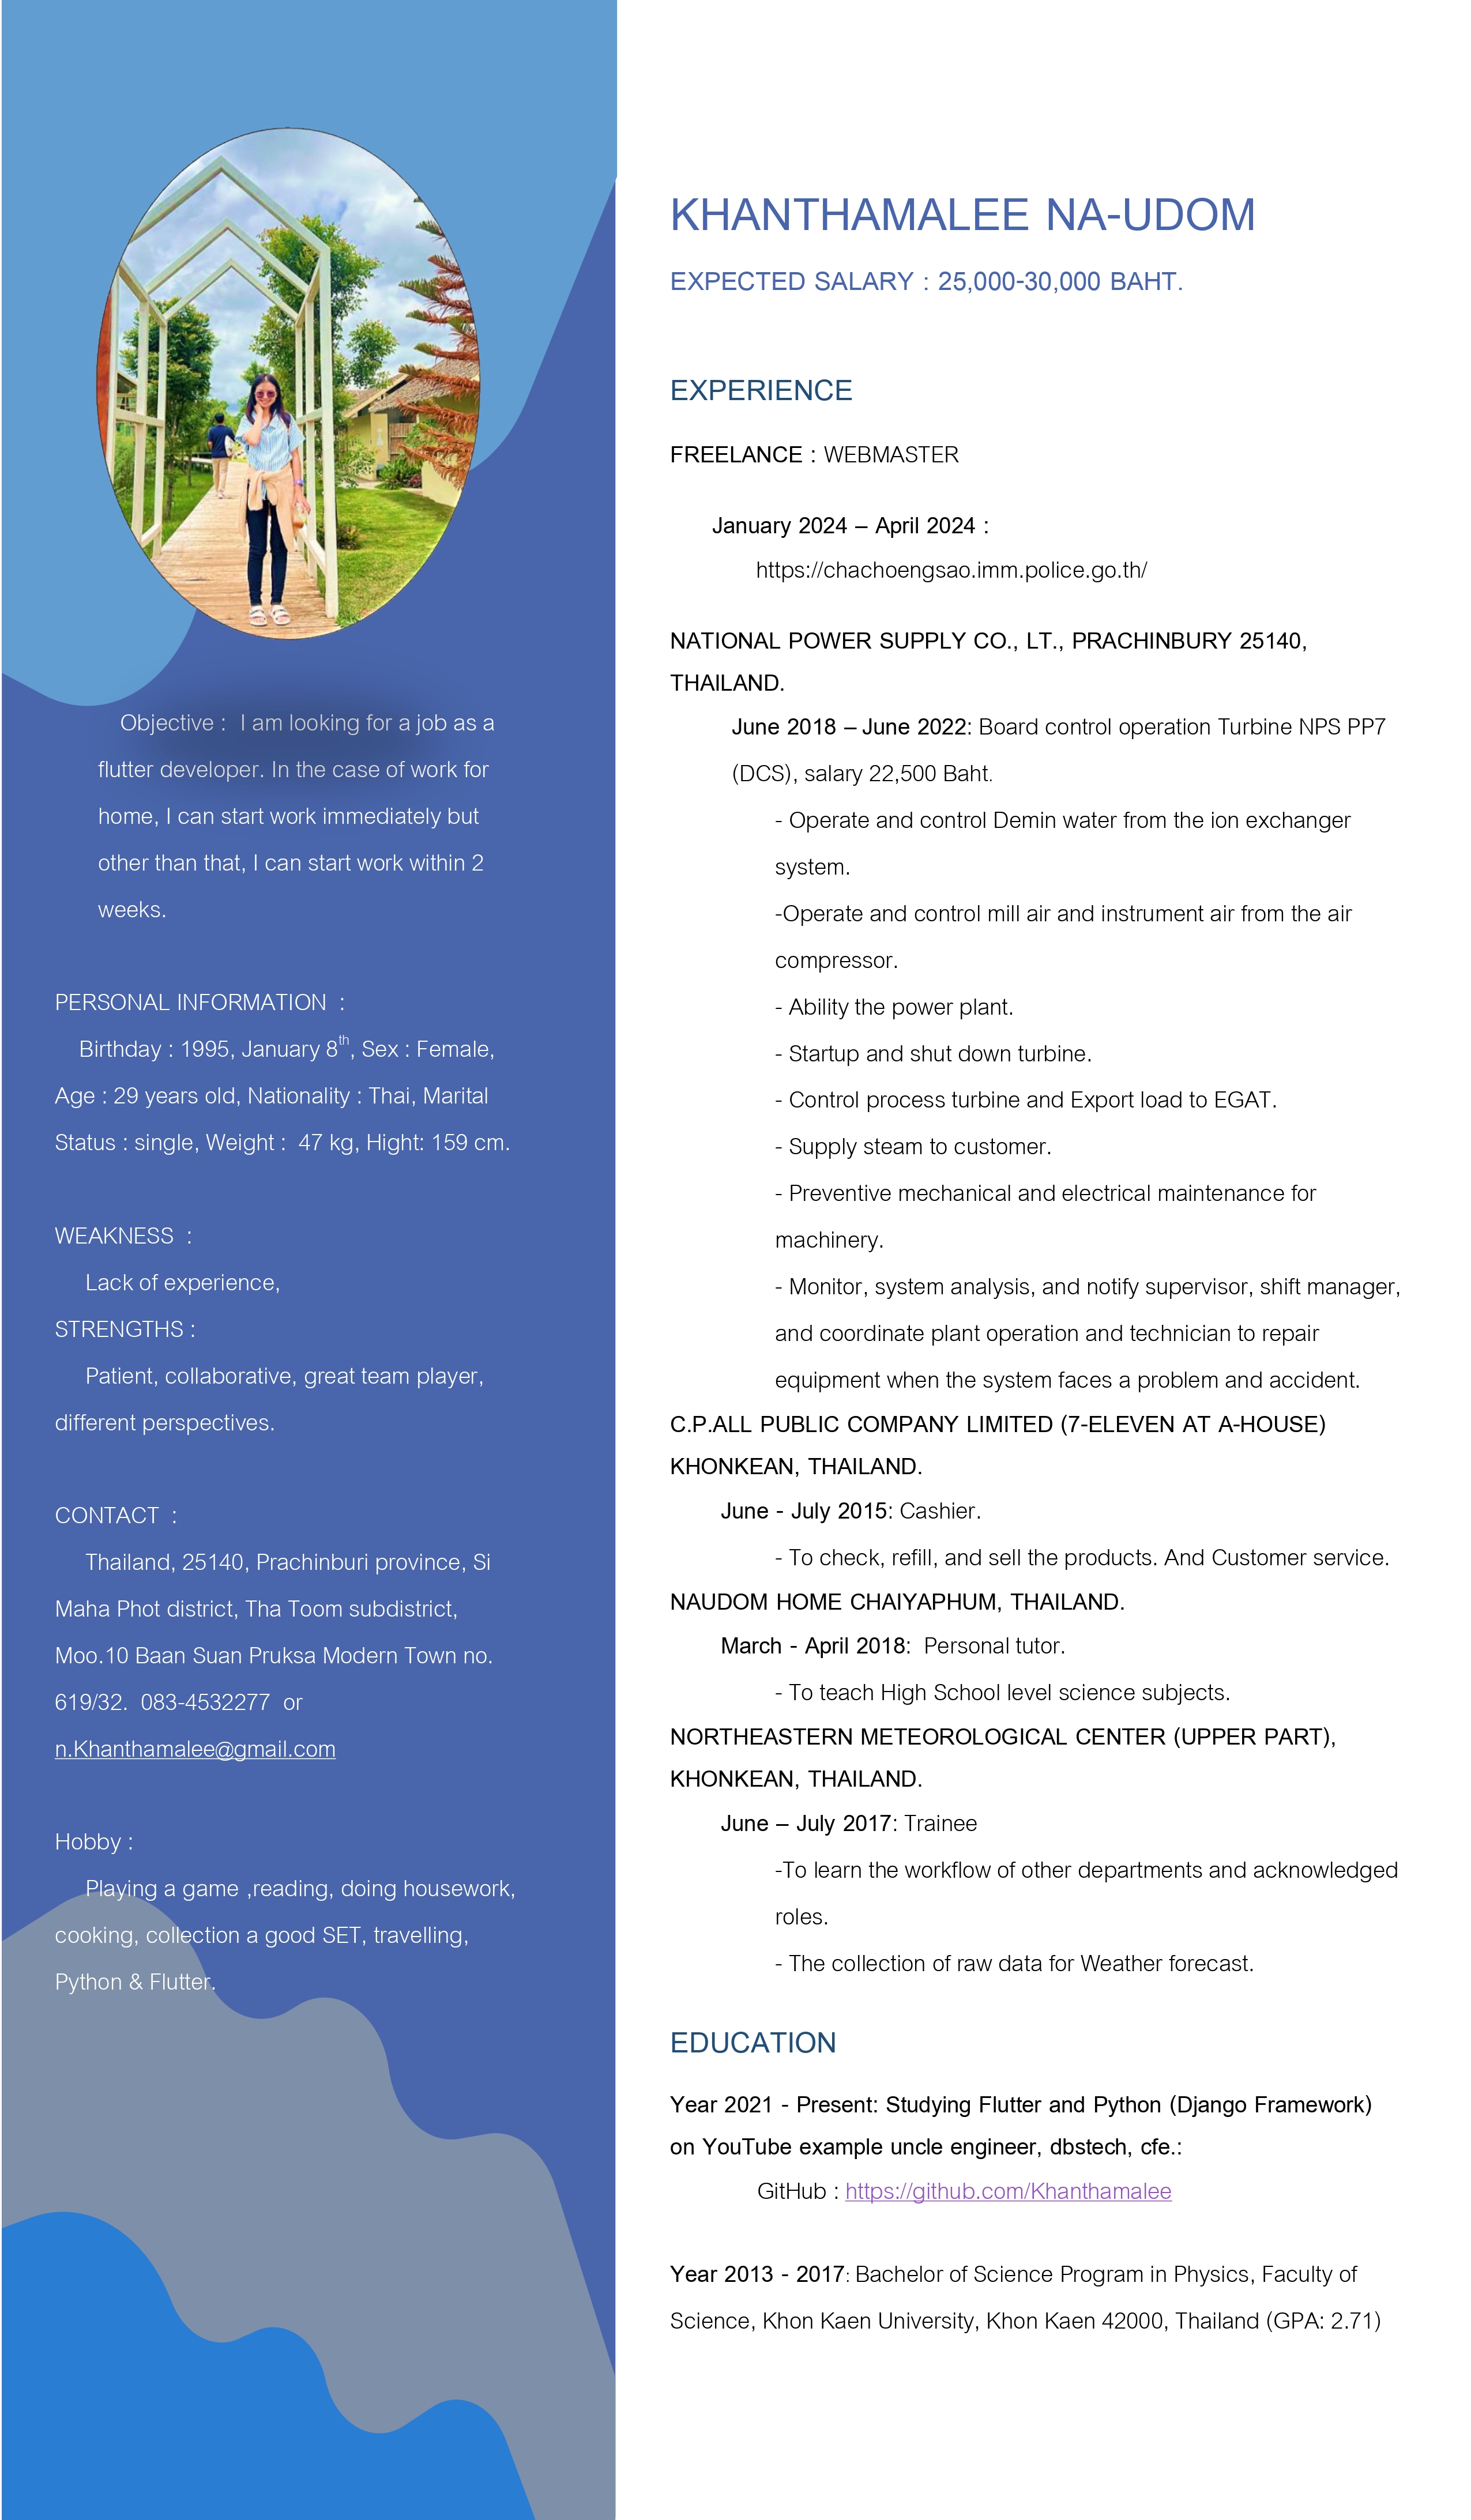 Objective :  I am looking for a job as a
flutter developer. In the case of work for
home, I can start work immediately but
other than that, I can start work within 2
weeks.
PERSONAL INFORMATION  :
Birthday : 1995, January 8th, Sex : Female,
Age : 29 years old, Nationality : Thai, Marital
Status : single, Weight :  47 kg, Hight: 159 cm.
WEAKNESS  :
Lack of experience,
STRENGTHS :
Patient, collaborative, great team player,
different perspectives.
CONTACT  :
Thailand, 25140, Prachinburi province, Si
Maha Phot district, Tha Toom subdistrict,
Moo.10 Baan Suan Pruksa Modern Town no.
619/32.  083-4532277  or
n.Khanthamalee@gmail.com
Hobby :
Playing a game ,reading, doing housework,
cooking, collection a good SET, travelling,
Python & Flutter.
KHANTHAMALEE NA-UDOM
EXPECTED SALARY : 25,000-30,000 BAHT.
EXPERIENCE
FREELANCE : WEBMASTER
January 2024 – April 2024 :
https://chachoengsao.imm.police.go.th/
NATIONAL POWER SUPPLY CO., LT., PRACHINBURY 25140,
THAILAND.
June 2018 – June 2022: Board control operation Turbine NPS PP7
(DCS), salary 22,500 Baht.
- Operate and control Demin water from the ion exchanger
system.
-Operate and control mill air and instrument air from the air
compressor.
- Ability the power plant.
- Startup and shut down turbine.
- Control process turbine and Export load to EGAT.
- Supply steam to customer.
- Preventive mechanical and electrical maintenance for
machinery.
- Monitor, system analysis, and notify supervisor, shift manager,
and coordinate plant operation and technician to repair
equipment when the system faces a problem and accident.
C.P.ALL PUBLIC COMPANY LIMITED (7-ELEVEN AT A-HOUSE)
KHONKEAN, THAILAND.
June - July 2015: Cashier.
- To check, refill, and sell the products. And Customer service.
NAUDOM HOME CHAIYAPHUM, THAILAND.
March - April 2018:  Personal tutor.
- To teach High School level science subjects.
NORTHEASTERN METEOROLOGICAL CENTER (UPPER PART),
KHONKEAN, THAILAND.
June – July 2017: Trainee
-To learn the workflow of other departments and acknowledged
roles.
- The collection of raw data for Weather forecast.
EDUCATION
Year 2021 - Present: Studying Flutter and Python (Django Framework)
on YouTube example uncle engineer, dbstech, cfe.:
GitHub : https://github.com/Khanthamalee
Year 2013 - 2017: Bachelor of Science Program in Physics, Faculty of
Science, Khon Kaen University, Khon Kaen 42000, Thailand (GPA: 2.71)